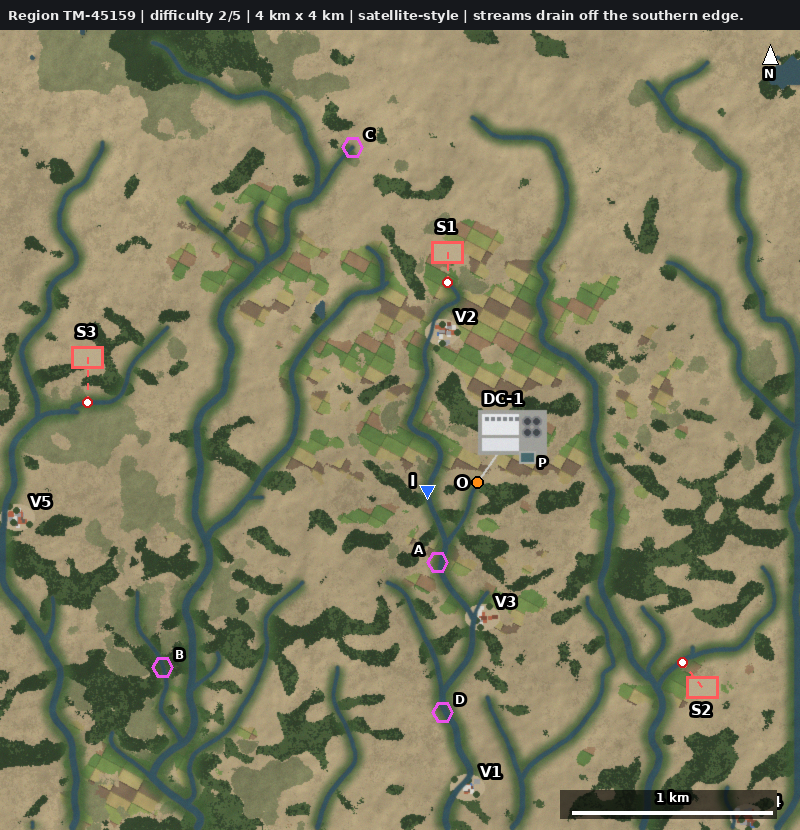 Region TM-45159 | difficulty 2/5 | 4 km x 4 km | satellite-style | streams drain off the southern edge.
N
C
S1
V2
S3
DC-1
P
I
O
V5
A
V3
B
D
S2
V1
1 km
4